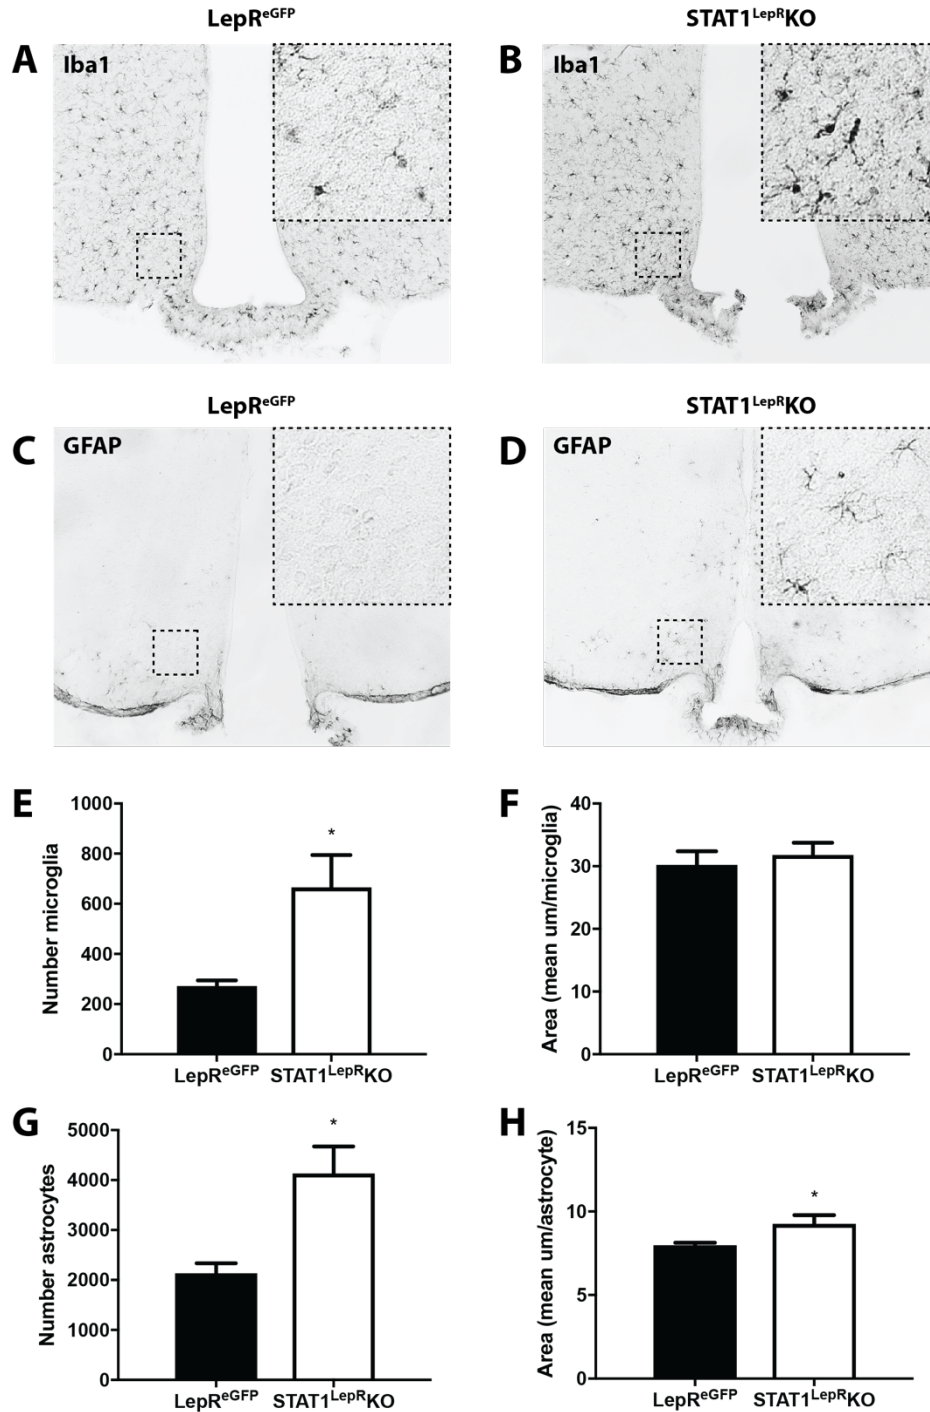 LepReGFP
STAT1LepRKO
A
Iba1
B
Iba1
LepReGFP
STAT1LepRKO
C
GFAP
D
GFAP
E
Number microglia
1000
800
600
400
200
0
*
LepReGFP
STAT1LepRKO
F
Area (mean um/microglia)
40
30
20
10
0
LepReGFP
STAT1LepRKO
G
Number astrocytes
5000
4000
3000
2000
1000
0
*
LepReGFP
STAT1LepRKO
H
Area (mean um/astrocyte)
15
10
5
0
*
LepReGFP
STAT1LepRKO